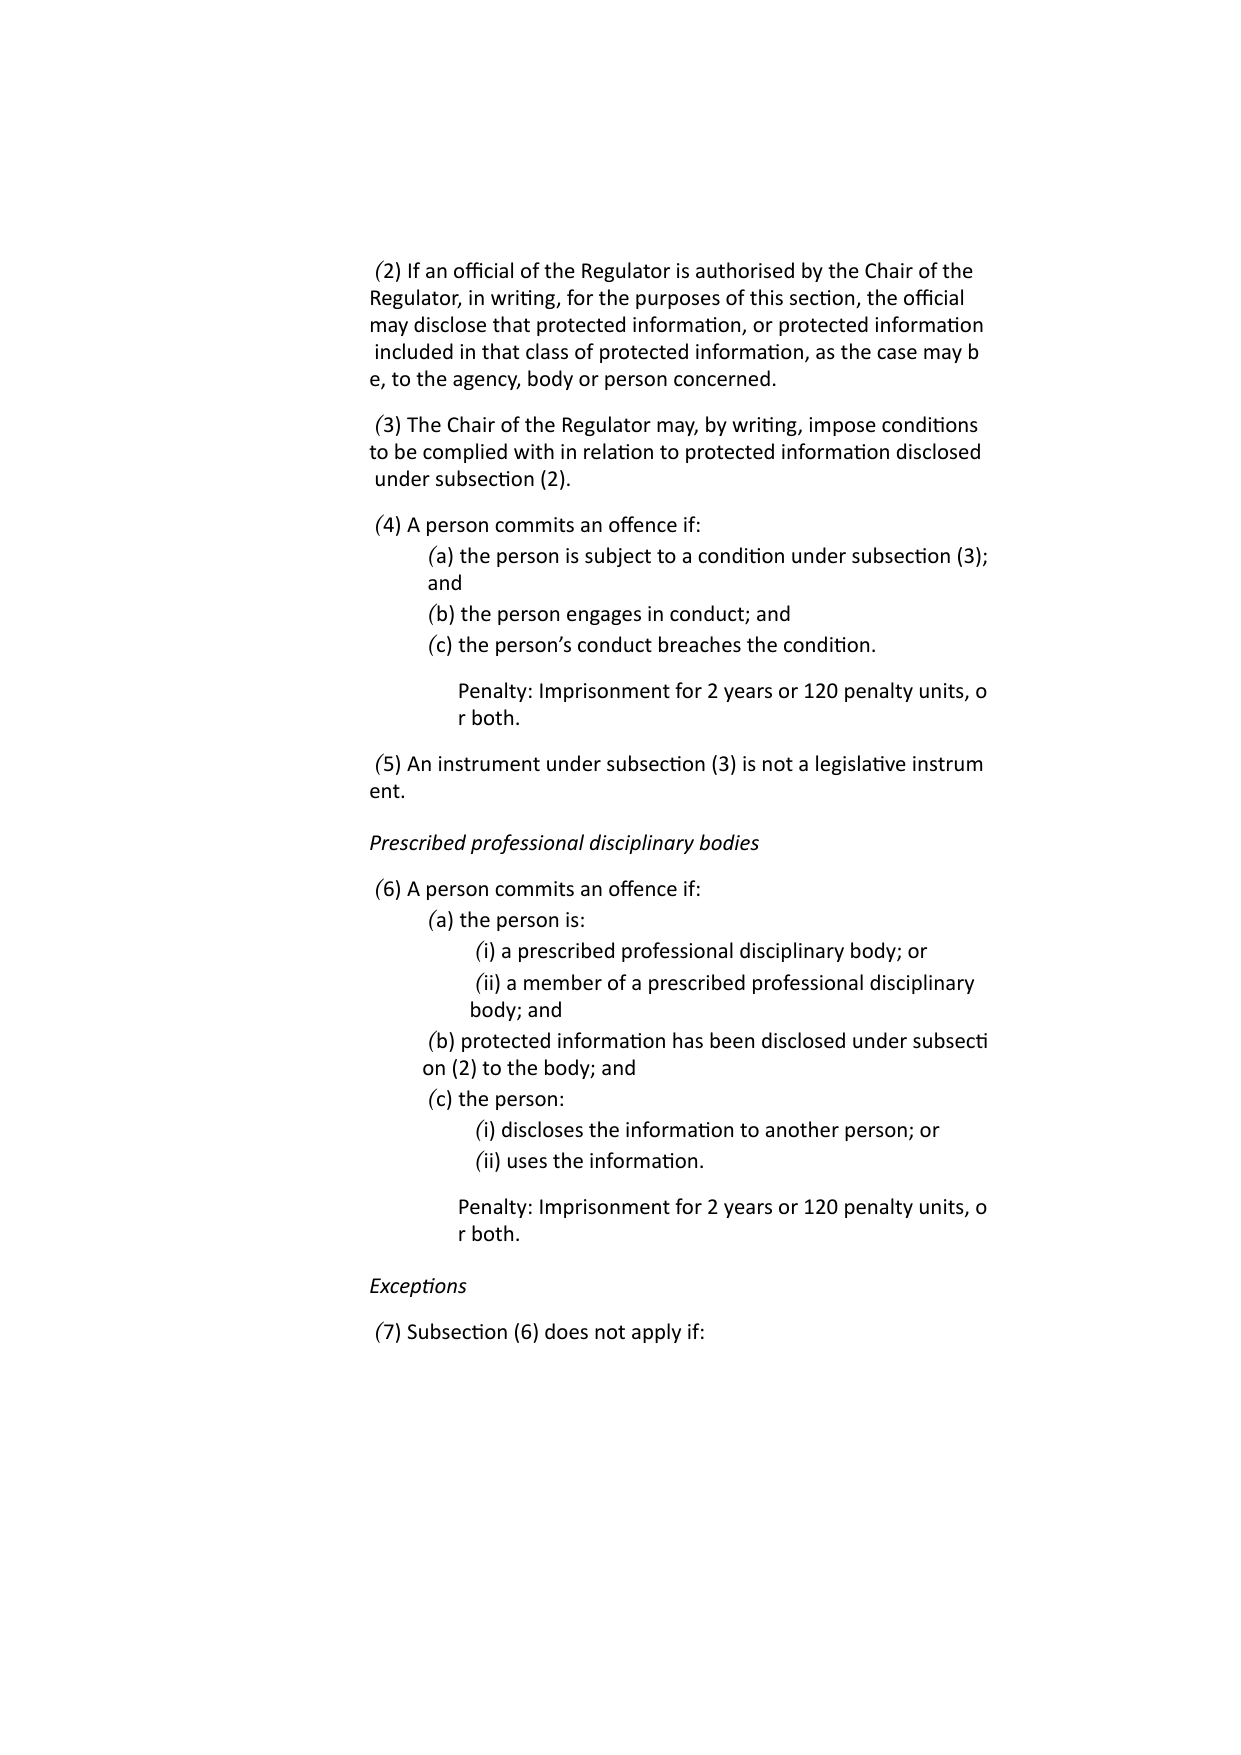 (2) If an official of the Regulator is authorised by the Chair of the
Regulator, in writing, for the purposes of this section, the official
may disclose that protected information, or protected information
included in that class of protected information, as the case may b
e, to the agency, body or person concerned.
(3) The Chair of the Regulator may, by writing, impose conditions
to be complied with in relation to protected information disclosed
under subsection (2).
(4) A person commits an offence if:
(a) the person is subject to a condition under subsection (3);
and
(b) the person engages in conduct; and
(c) the person’s conduct breaches the condition.
Penalty: Imprisonment for 2 years or 120 penalty units, o
r both.
(5) An instrument under subsection (3) is not a legislative instrum
ent.
Prescribed professional disciplinary bodies
(6) A person commits an offence if:
(a) the person is:
(i) a prescribed professional disciplinary body; or
(ii) a member of a prescribed professional disciplinary
body; and
(b) protected information has been disclosed under subsecti
on (2) to the body; and
(c) the person:
(i) discloses the information to another person; or
(ii) uses the information.
Penalty: Imprisonment for 2 years or 120 penalty units, o
r both.
Exceptions
(7) Subsection (6) does not apply if: